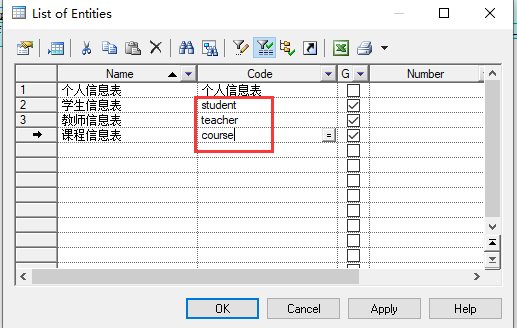 List of Entities
Name Code G Number
1 个人信息表 个人信息表
2 学生信息表 student
3 教师信息表 teacher
课程信息表 course =
OK Cancel Apply Help